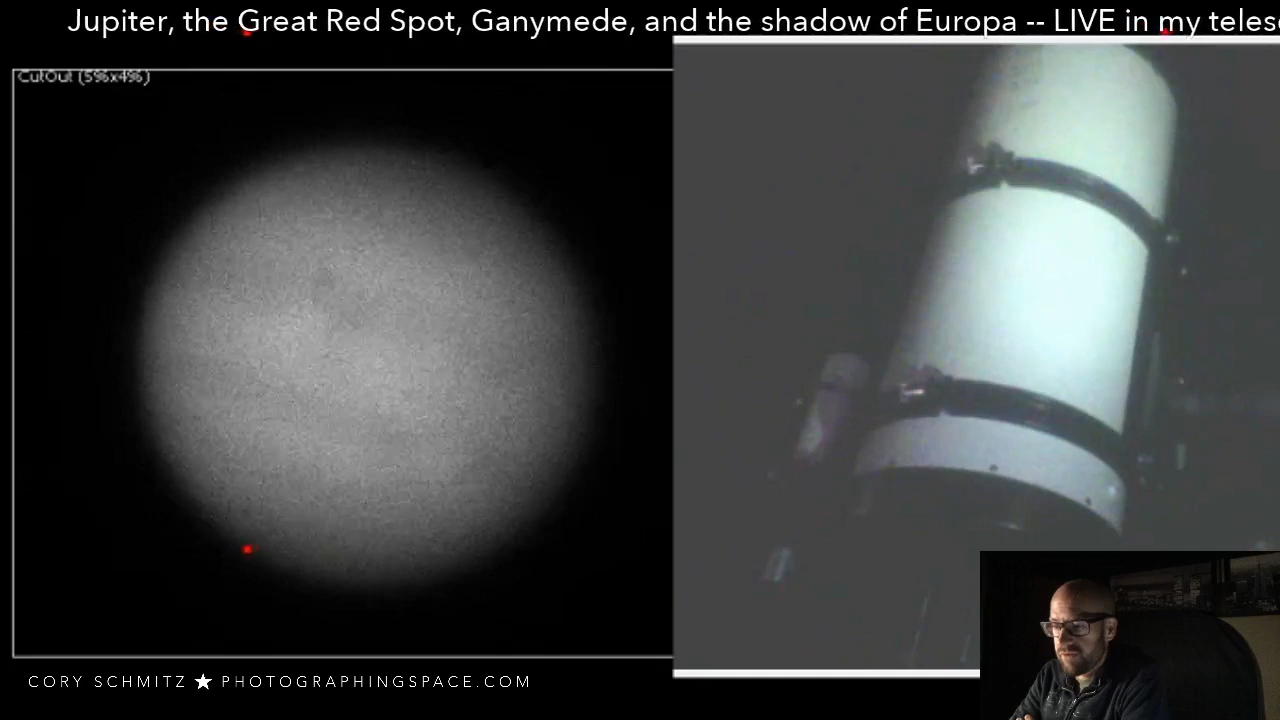 Jupiter, the Great Red Spot, Ganymede, and the shadow of Europa -- LIVE in my teles
CutOut (5%x4%)
CORY SCHMITZ ★ PHOTOGRAPHINGSPACE.COM